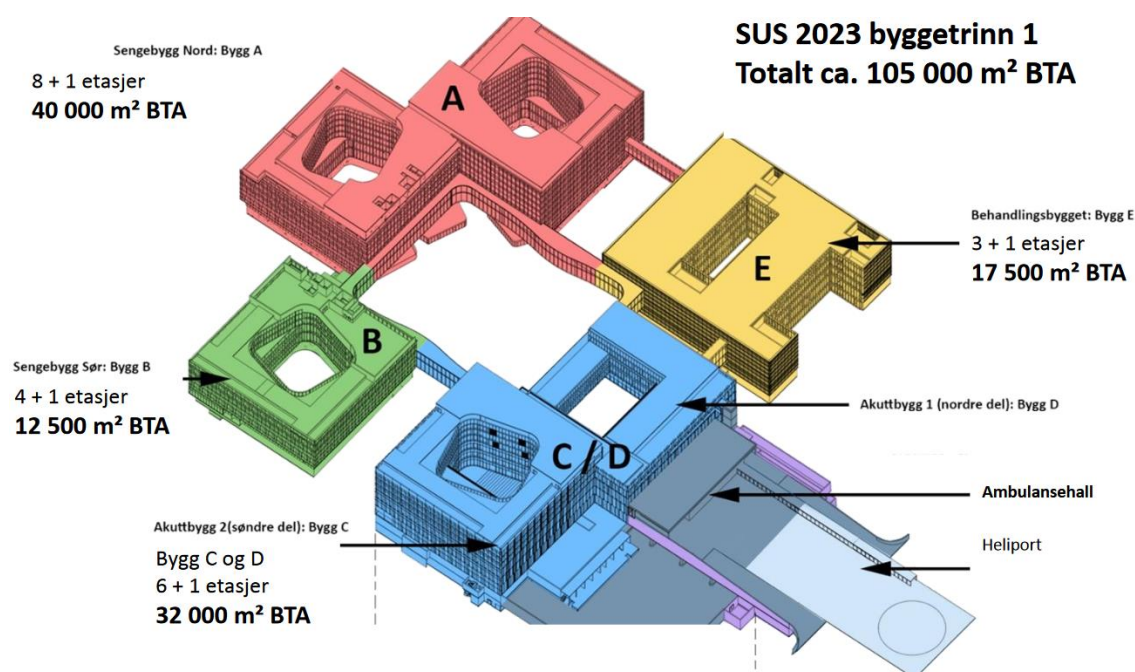 SUS 2023 byggetrinn 1
Totalt ca. 105 000 m² BTA
Sengebygg Nord: Bygg A
8 + 1 etasjer
40 000 m² BTA
A
Behandlingsbygget: Bygg E
3 + 1 etasjer
17 500 m² BTA
E
B
Sengebygg Sør: Bygg B
4 + 1 etasjer
12 500 m² BTA
Akuttbygg 1 (nordre del): Bygg D
C / D
Ambulansehall
Heliport
Akuttbygg 2(søndre del): Bygg C
Bygg C og D
6 + 1 etasjer
32 000 m² BTA